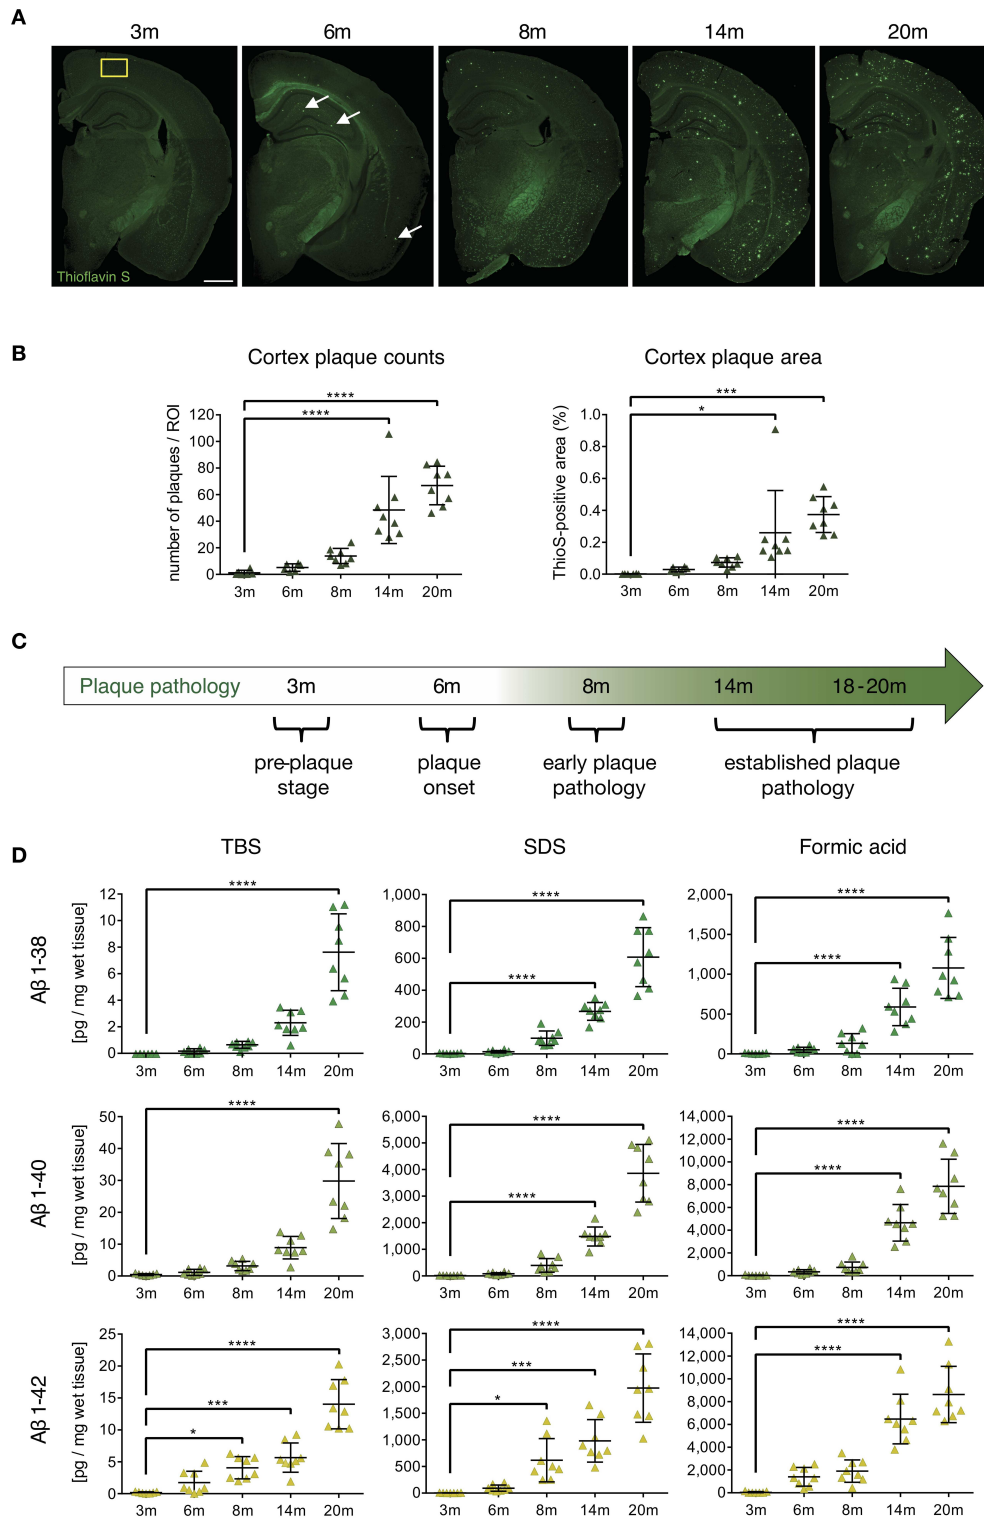 A
3m 6m 8m 14m 20m
Thioflavin S
B
Cortex plaque counts
Cortex plaque area
number of plaques / ROI
120
100
80
60
40
20
0
****
****
3m 6m 8m 14m 20m
ThioS-positive area (%)
1.0
0.8
0.6
0.4
0.2
0.0
***
*
3m 6m 8m 14m 20m
C
Plaque pathology 3m 6m 8m 14m 18-20m
pre-plaque
stage
plaque
onset
early plaque
pathology
established plaque
pathology
D
TBS SDS Formic acid
Aβ1-38
[pg / mg wet tissue]
12
10
8
6
4
2
0
****
3m 6m 8m 14m 20m
1,000
800
600
400
200
0
****
****
3m 6m 8m 14m 20m
2,000
1,500
1,000
500
0
****
****
3m 6m 8m 14m 20m
Aβ1-40
[pg / mg wet tissue]
50
40
30
20
10
0
****
3m 6m 8m 14m 20m
6,000
5,000
4,000
3,000
2,000
1,000
0
****
****
3m 6m 8m 14m 20m
14,000
12,000
10,000
8,000
6,000
4,000
2,000
0
****
****
3m 6m 8m 14m 20m
Aβ1-42
[pg / mg wet tissue]
25
20
15
10
5
0
****
***
*
3m 6m 8m 14m 20m
3,000
2,500
2,000
1,500
1,000
500
0
****
***
*
3m 6m 8m 14m 20m
14,000
12,000
10,000
8,000
6,000
4,000
2,000
0
****
****
3m 6m 8m 14m 20m